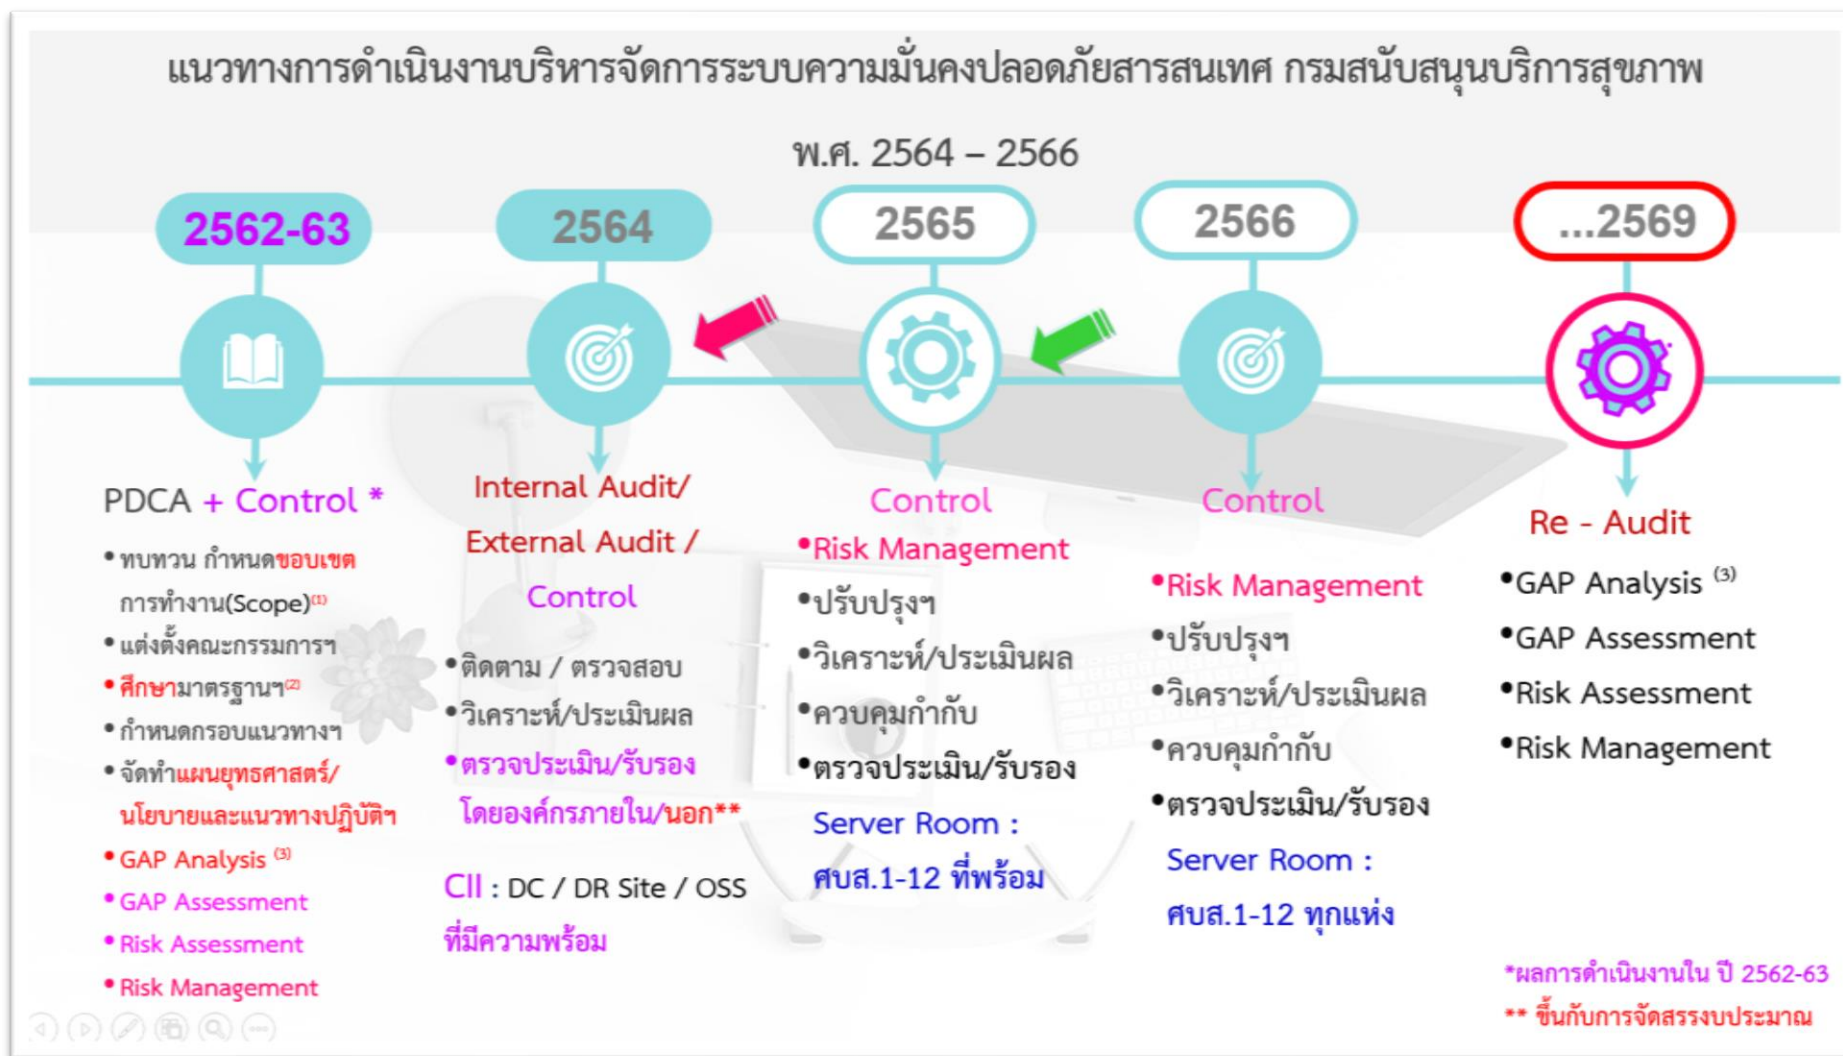 แนวทางการดำเนินงานบริหารจัดการระบบความมั่นคงปลอดภัยสารสนเทศ กรมสนับสนุนบริการสุขภาพ
พ.ศ. 2564 – 2566
2562-63
PDCA + Control *
•ทบทวน กำหนดขอบเขต
การทำงาน(Scope)(1)
•แต่งตั้งคณะกรรมการฯ
•ศึกษามาตรฐานฯ(2)
•กำหนดกรอบแนวทางฯ
•จัดทำแผนยุทธศาสตร์/
นโยบายและแนวทางปฏิบัติฯ
•GAP Analysis (3)
•GAP Assessment
•Risk Assessment
•Risk Management
2564
Internal Audit/
External Audit /
Control
•ติดตาม / ตรวจสอบ
•วิเคราะห์/ประเมินผล
•ตรวจประเมิน/รับรอง
โดยองค์กรภายใน/นอก**
CII : DC / DR Site / OSS
ที่มีความพร้อม
2565
Control
•Risk Management
•ปรับปรุงฯ
•วิเคราะห์/ประเมินผล
•ควบคุมกำกับ
•ตรวจประเมิน/รับรอง
Server Room :
ศบส.1-12 ที่พร้อม
2566
Control
•Risk Management
•ปรับปรุงฯ
•วิเคราะห์/ประเมินผล
•ควบคุมกำกับ
•ตรวจประเมิน/รับรอง
Server Room :
ศบส.1-12 ทุกแห่ง
...2569
Re - Audit
•GAP Analysis (3)
•GAP Assessment
•Risk Assessment
•Risk Management
*ผลการดำเนินงานใน ปี 2562-63
** ขึ้นกับการจัดสรรงบประมาณ